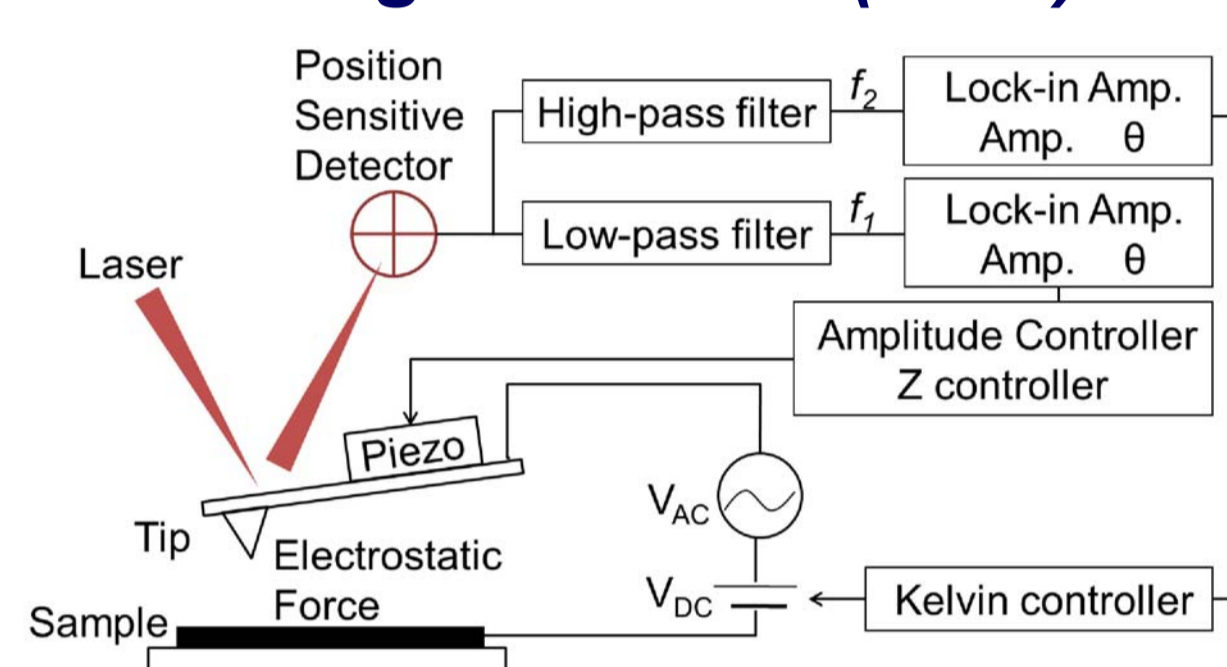 Position
Sensitive
Detector
High-pass filter
f2
Lock-in Amp.
Amp. θ
Low-pass filter
f1
Lock-in Amp.
Amp. θ
Laser
Amplitude Controller
Z controller
Piezo
VAC
Tip
Electrostatic
Force
VDC
Kelvin controller
Sample